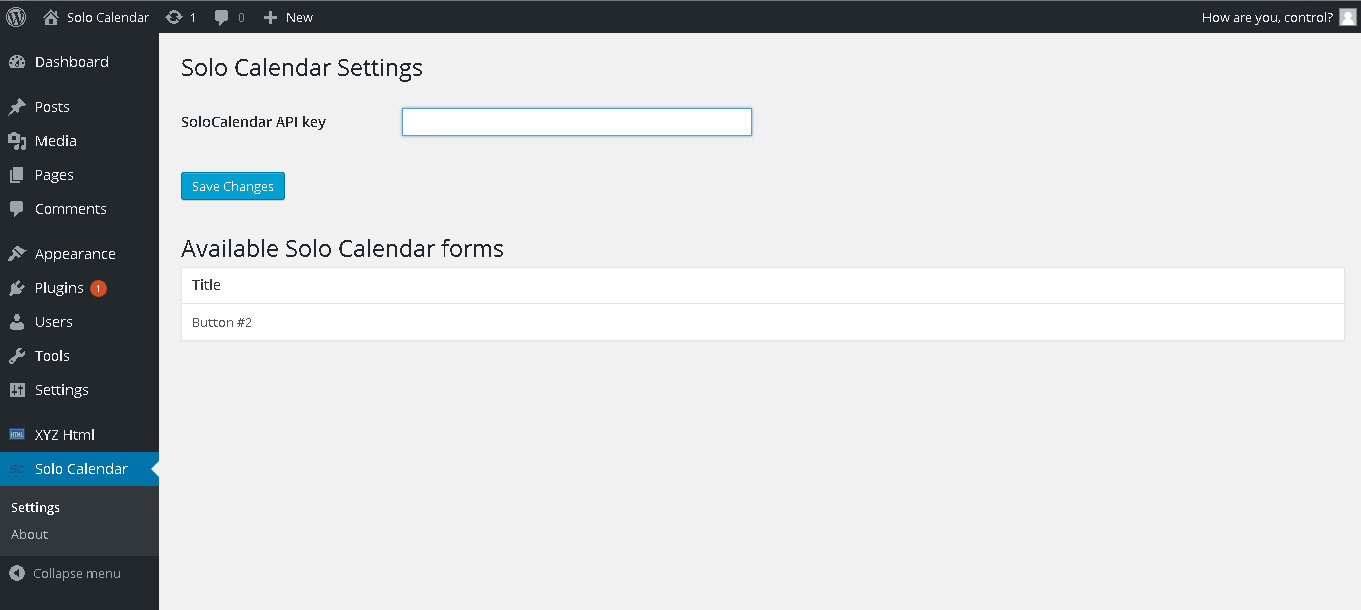 Solo Calendar 1 0 New How are you, control?
Dashboard
Posts
Media
Pages
Comments
Appearance
Plugins 1
Users
Tools
Settings
HTML XYZ Html
SC Solo Calendar
Settings
About
Collapse menu
Solo Calendar Settings
SoloCalendar API key
Save Changes
Available Solo Calendar forms
Title
Button #2